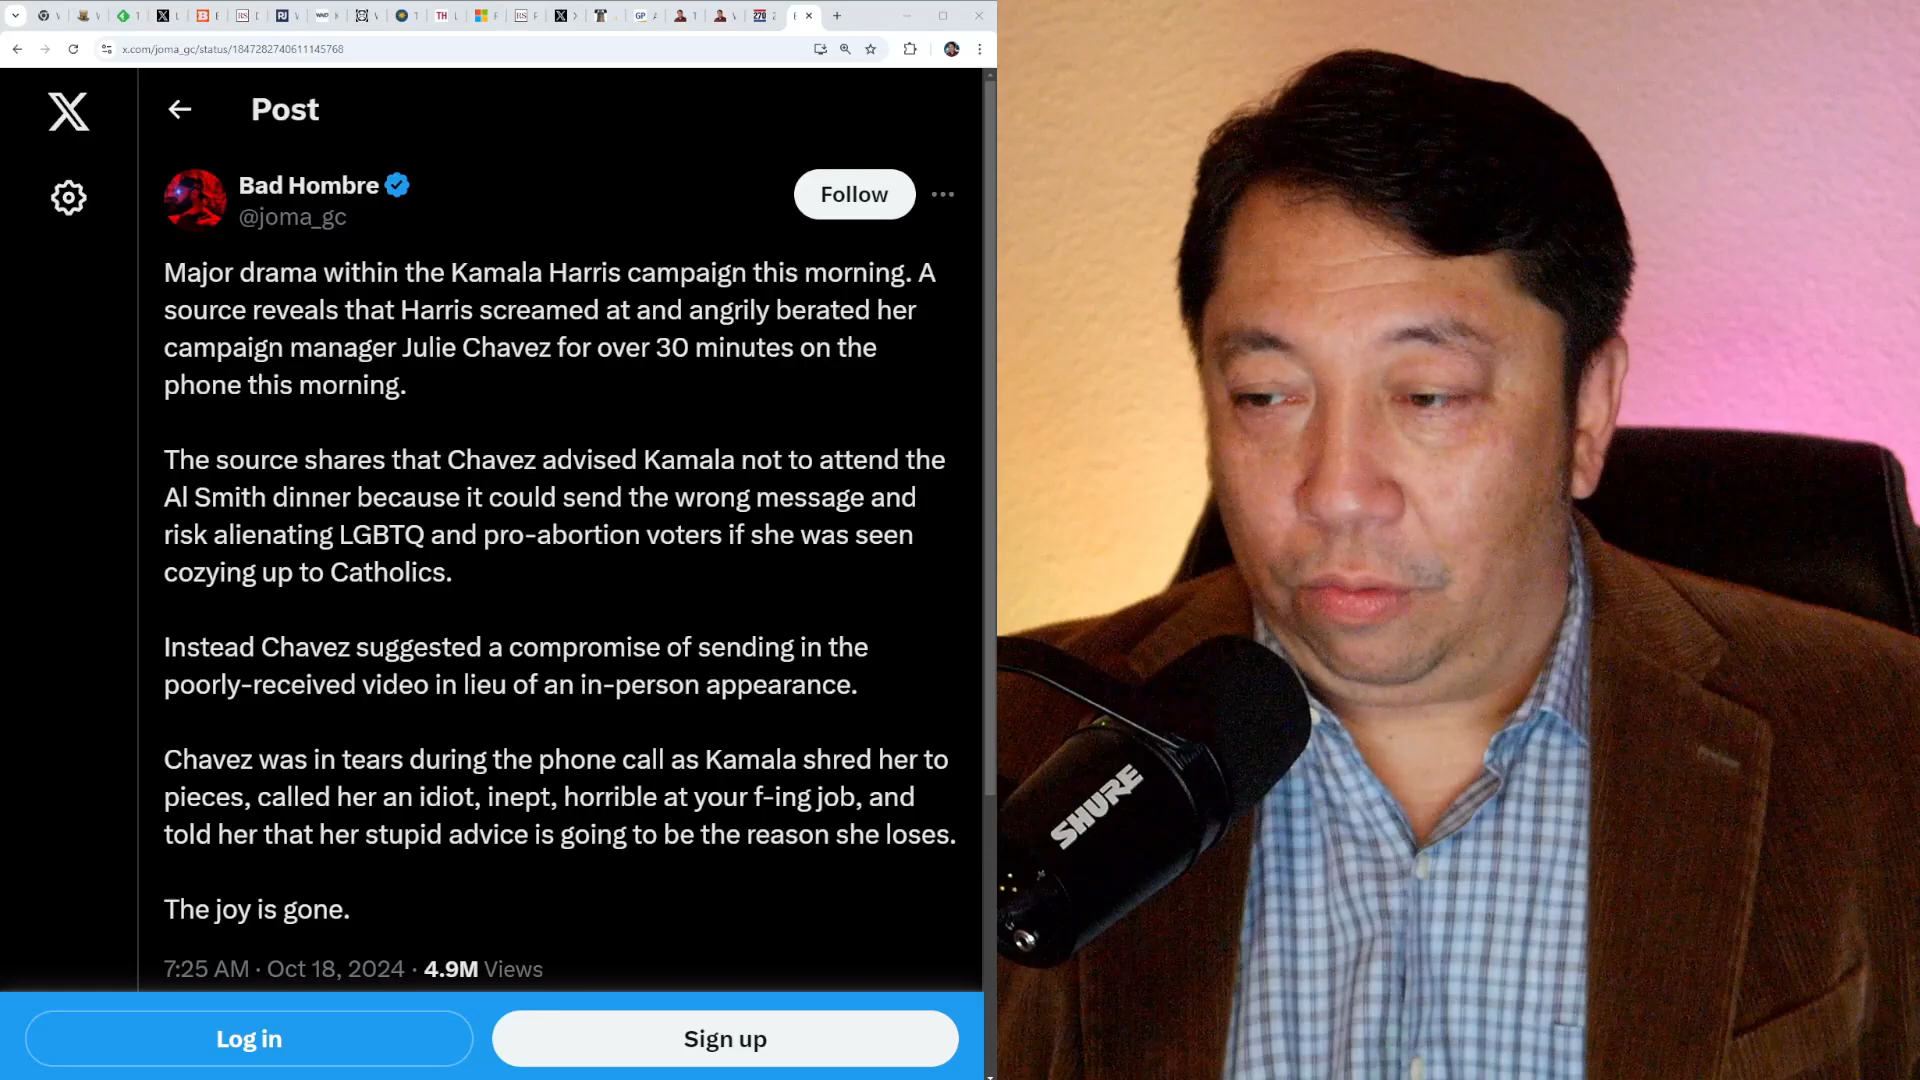 x.com/joma_gc/status/1847282740611145768
Post
Bad Hombre
@joma_gc
Follow
Major drama within the Kamala Harris campaign this morning. A
source reveals that Harris screamed at and angrily berated her
campaign manager Julie Chavez for over 30 minutes on the
phone this morning.
The source shares that Chavez advised Kamala not to attend the
Al Smith dinner because it could send the wrong message and
risk alienating LGBTQ and pro-abortion voters if she was seen
cozying up to Catholics.
Instead Chavez suggested a compromise of sending in the
poorly-received video in lieu of an in-person appearance.
Chavez was in tears during the phone call as Kamala shred her to
pieces, called her an idiot, inept, horrible at your f-ing job, and
told her that her stupid advice is going to be the reason she loses.
The joy is gone.
7:25 AM · Oct 18, 2024 · 4.9M Views
Log in
Sign up
SHURE